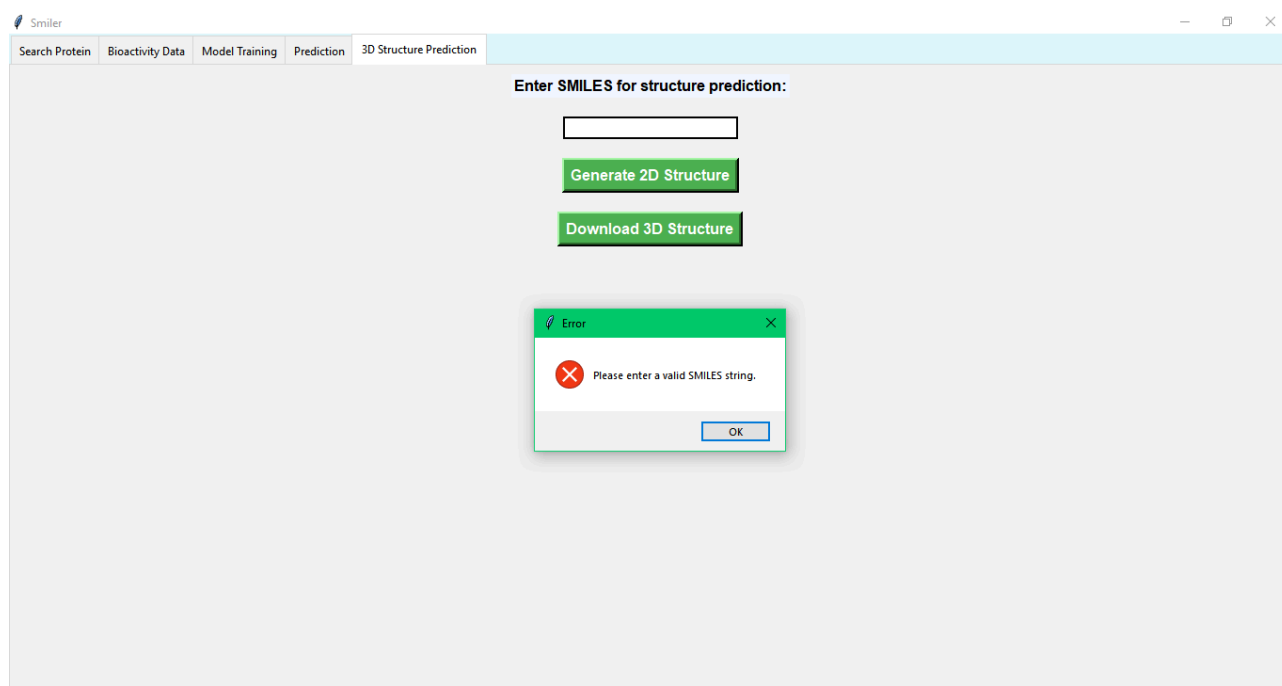 Smiler
Search Protein Bioactivity Data Model Training Prediction 3D Structure Prediction
Enter SMILES for structure prediction:
Generate 2D Structure
Download 3D Structure
Error
Please enter a valid SMILES string.
OK